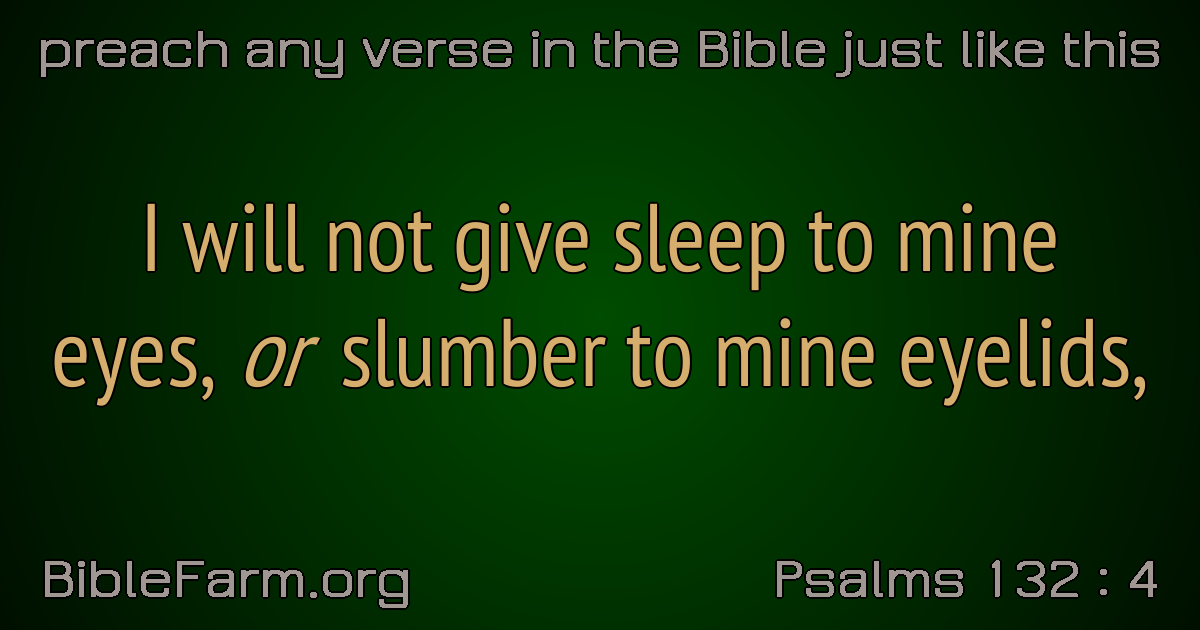 preach any verse in the Bible just like this
I will not give sleep to mine
eyes, or slumber to mine eyelids,
BibleFarm.org
Psalms 132 : 4